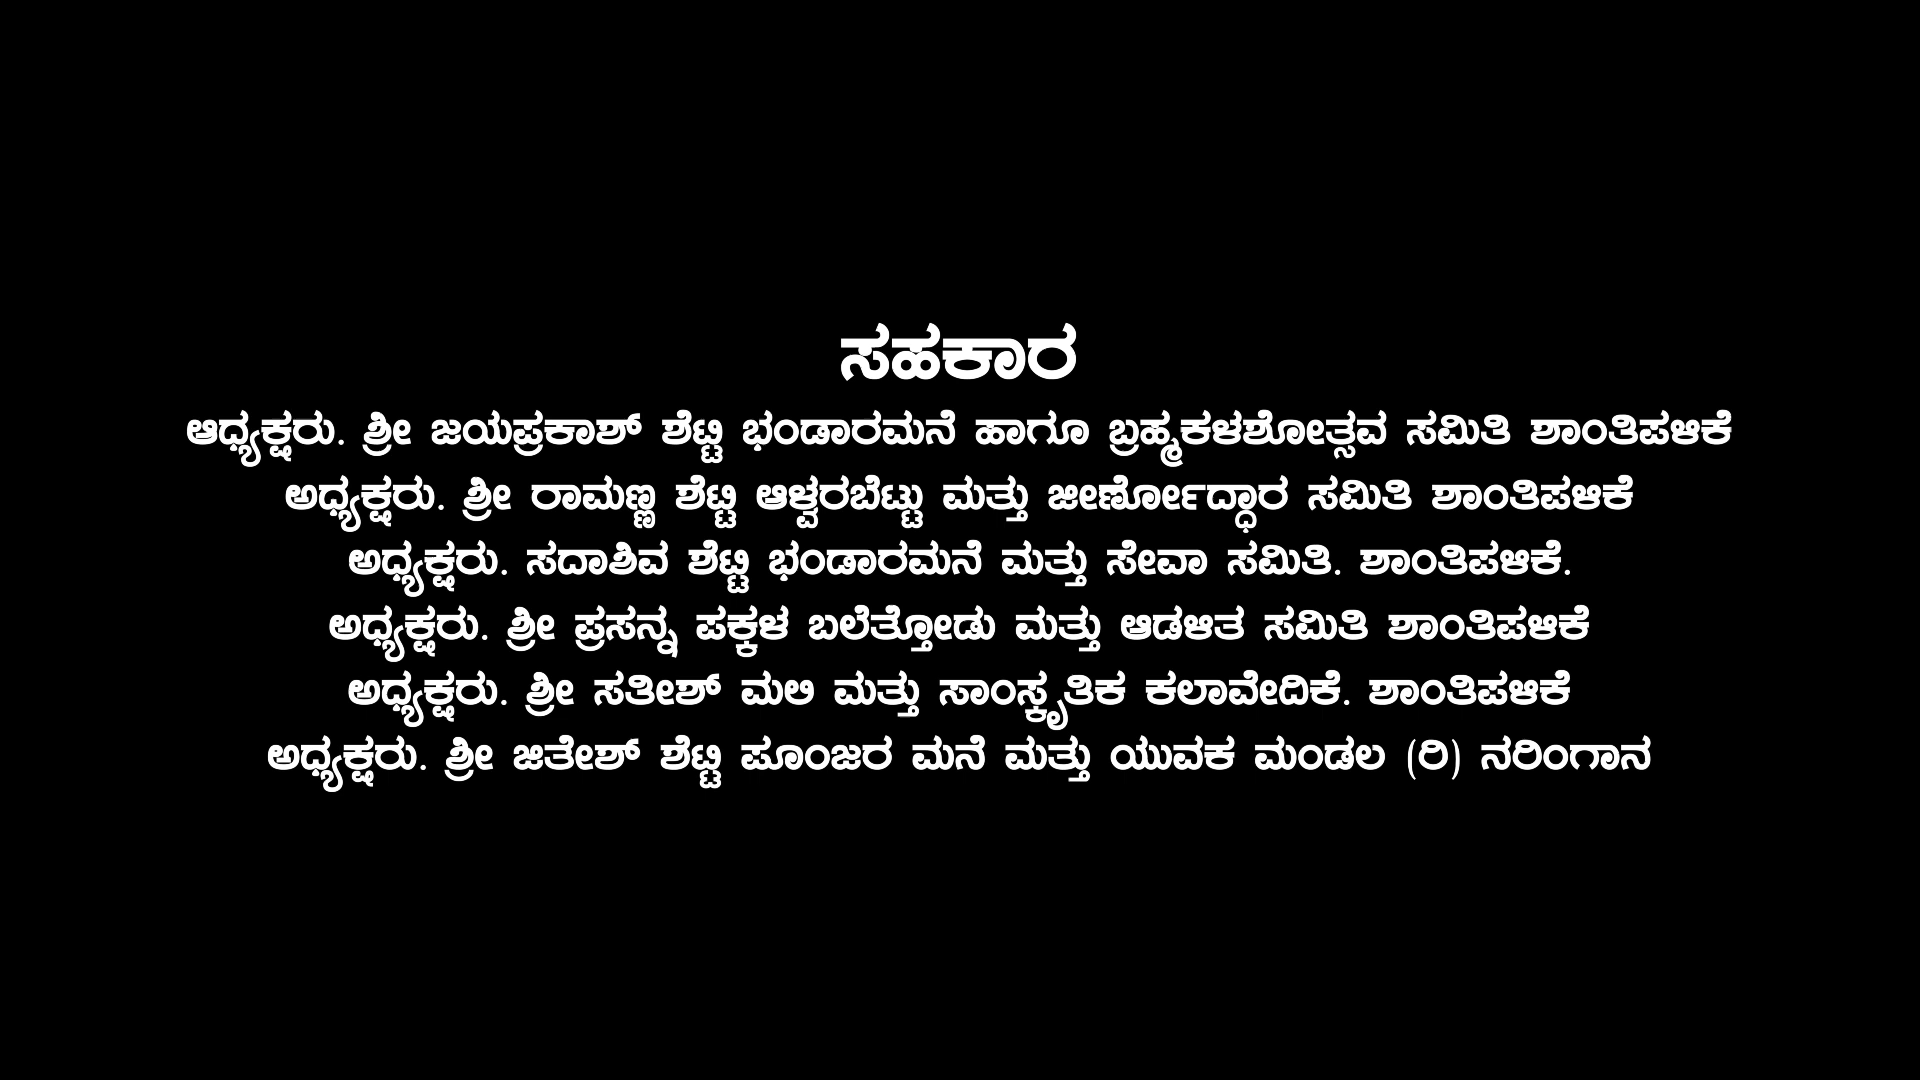 ಸಹಕಾರ
ಆಧ್ಯಕ್ಷರು. ಶ್ರೀ ಜಯಪ್ರಕಾಶ್ ಶೆಟ್ಟಿ ಭಂಡಾರಮನೆ ಹಾಗೂ ಬ್ರಹ್ಮಕಳಶೋತ್ಸವ ಸಮಿತಿ ಶಾಂತಿಪಳಿಕೆ
ಅಧ್ಯಕ್ಷರು. ಶ್ರೀ ರಾಮಣ್ಣ ಶೆಟ್ಟಿ ಆಳ್ವರಬೆಟ್ಟು ಮತ್ತು ಜೀರ್ಣೋದ್ಧಾರ ಸಮಿತಿ ಶಾಂತಿಪಳಿಕೆ
ಅಧ್ಯಕ್ಷರು. ಸದಾಶಿವ ಶೆಟ್ಟಿ ಭಂಡಾರಮನೆ ಮತ್ತು ಸೇವಾ ಸಮಿತಿ. ಶಾಂತಿಪಳಿಕೆ.
ಅಧ್ಯಕ್ಷರು. ಶ್ರೀ ಪ್ರಸನ್ನ ಪಕ್ಕಳ ಬಲೆತ್ತೋಡು ಮತ್ತು ಆಡಳಿತ ಸಮಿತಿ ಶಾಂತಿಪಳಿಕೆ
ಅಧ್ಯಕ್ಷರು. ಶ್ರೀ ಸತೀಶ್ ಮಲಿ ಮತ್ತು ಸಾಂಸ್ಕೃತಿಕ ಕಲಾವೇದಿಕೆ. ಶಾಂತಿಪಳಿಕೆ
ಅಧ್ಯಕ್ಷರು. ಶ್ರೀ ಜಿತೇಶ್ ಶೆಟ್ಟಿ ಪೂಂಜರ ಮನೆ ಮತ್ತು ಯುವಕ ಮಂಡಲ (ರಿ) ನರಿಂಗಾನ